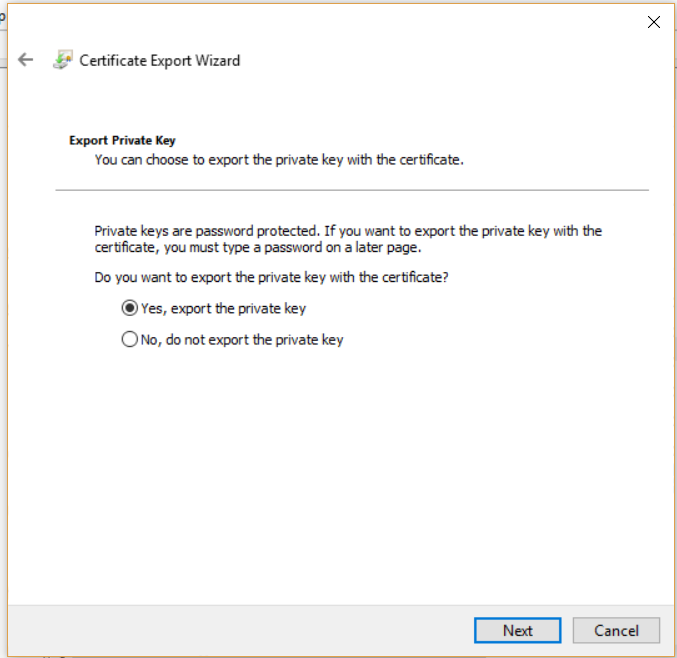 Certificate Export Wizard
Export Private Key
You can choose to export the private key with the certificate.
Private keys are password protected. If you want to export the private key with the
certificate, you must type a password on a later page.
Do you want to export the private key with the certificate?
Yes, export the private key
No, do not export the private key
Next
Cancel